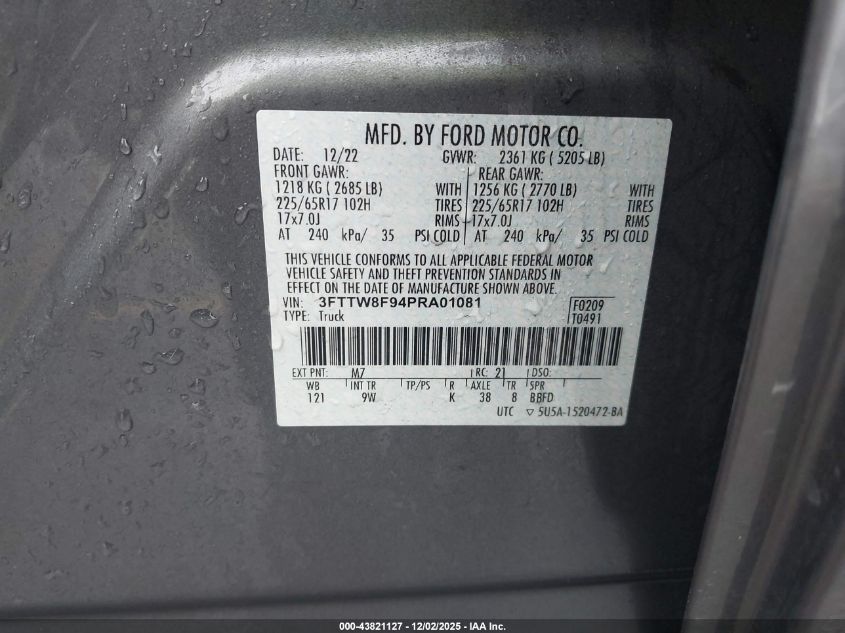 MFD. BY FORD MOTOR CO.
DATE: 12/22 GVWR: 2361 KG ( 5205 LB)
FRONT GAWR: REAR GAWR:
1218 KG ( 2685 LB) WITH 1256 KG ( 2770 LB) WITH
225/65R17 102H TIRES 225/65R17 102H TIRES
17x7.0J RIMS 17x7.0J RIMS
AT 240 kPa/ 35 PSI COLD AT 240 kPa/ 35 PSI COLD
THIS VEHICLE CONFORMS TO ALL APPLICABLE FEDERAL MOTOR
VEHICLE SAFETY AND THEFT PREVENTION STANDARDS IN
EFFECT ON THE DATE OF MANUFACTURE SHOWN ABOVE.
VIN: 3FTTW8F94PRA01081 F0209
TYPE: Truck T0491
EXT PNT: M7 RC: 21 DSO:
WB INT TR TP/PS R AXLE TR SPR
121 9W K 38 8 BBFD
UTC ▽ 5U5A-1520472-BA
000-43821127 - 12/02/2025 - IAA Inc.